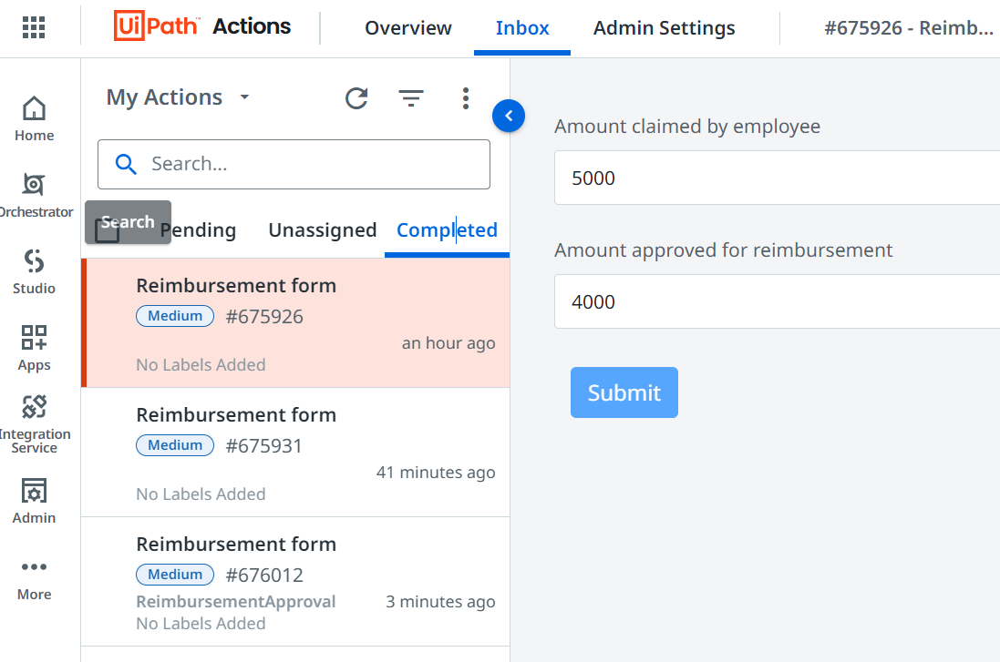 UiPath™ Actions
Overview
Inbox
Admin Settings
#675926 - Reimb...
Home
Orchestrator
Studio
Apps
Integration
Service
Admin
More
My Actions
Search...
Search
Pending
Unassigned
Completed
Reimbursement form
Medium #675926
an hour ago
No Labels Added
Reimbursement form
Medium #675931
41 minutes ago
No Labels Added
Reimbursement form
Medium #676012
ReimbursementApproval 3 minutes ago
No Labels Added
Amount claimed by employee
5000
Amount approved for reimbursement
4000
Submit